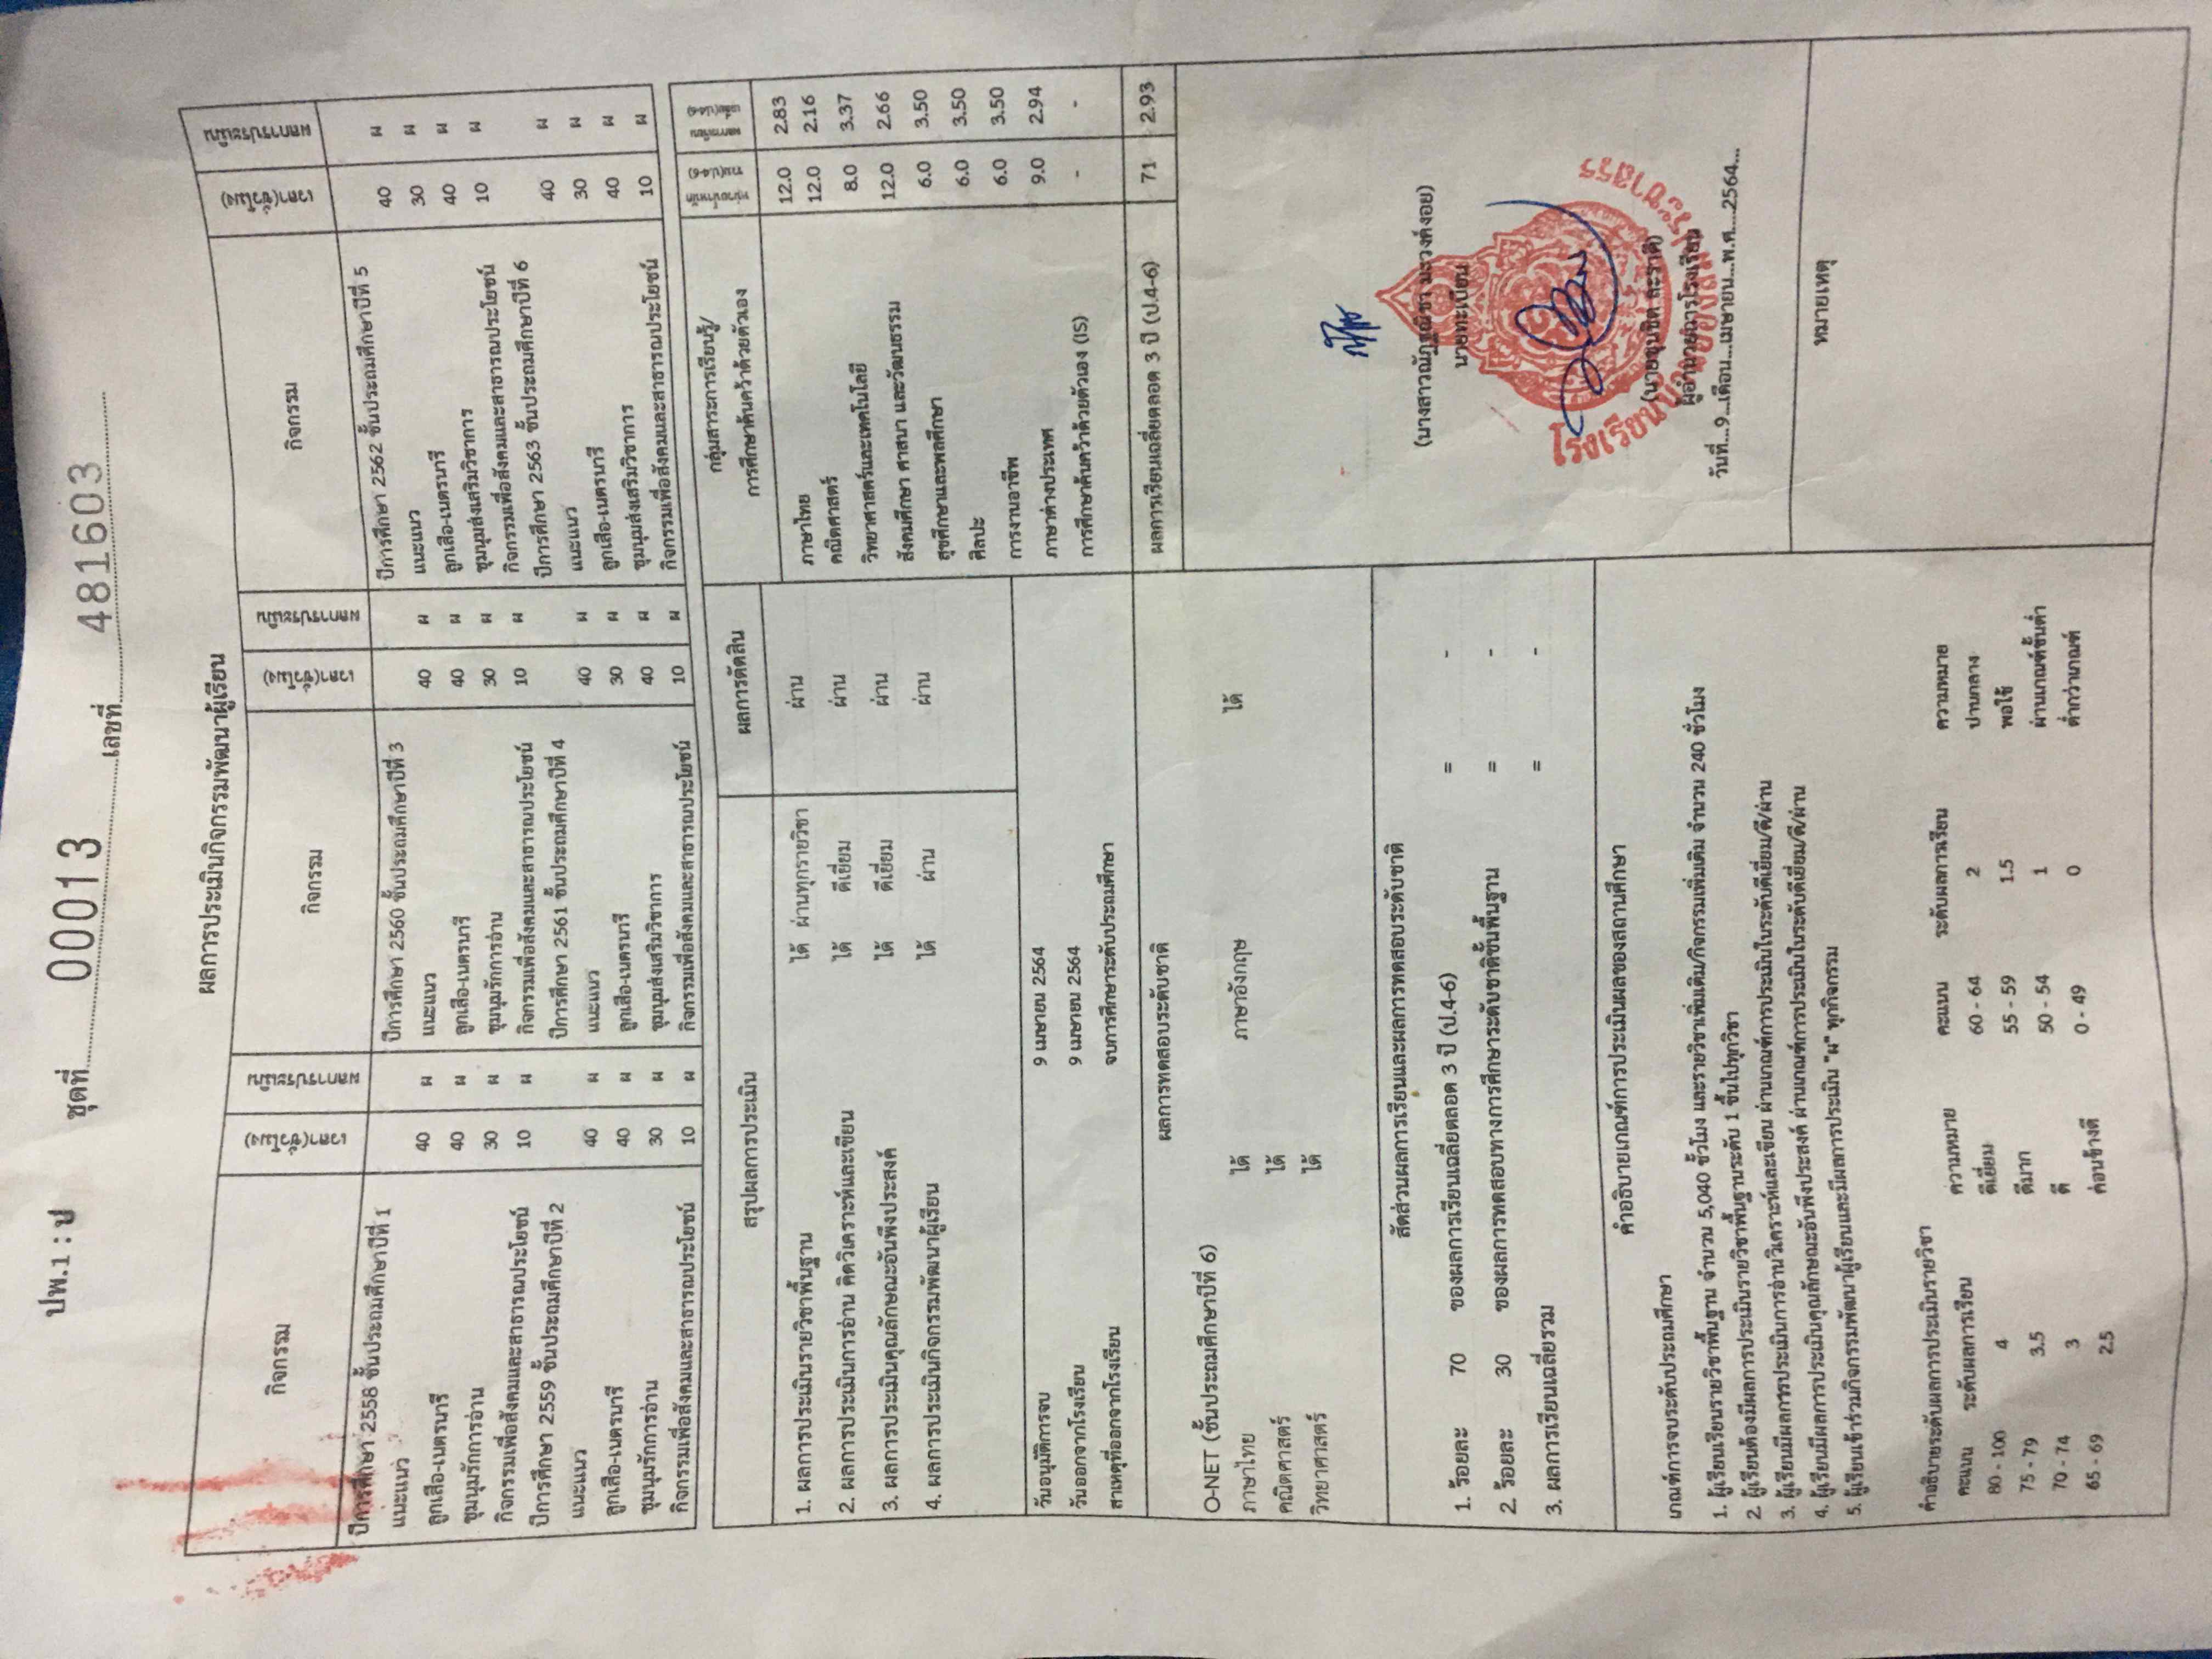 ปพ.1 : ป ชุดที่ 00013 เลขที่ 481603
ผลการประเมินกิจกรรมพัฒนาผู้เรียน
กิจกรรม เวลา(ชั่วโมง) ผลการประเมิน กิจกรรม เวลา(ชั่วโมง) ผลการประเมิน กิจกรรม เวลา(ชั่วโมง) ผลการประเมิน
ปีการศึกษา 2558 ชั้นประถมศึกษาปีที่ 1
แนะแนว 40 ผ
ลูกเสือ-เนตรนารี 40 ผ
ชุมนุมรักการอ่าน 30 ผ
กิจกรรมเพื่อสังคมและสาธารณประโยชน์ 10 ผ
ปีการศึกษา 2559 ชั้นประถมศึกษาปีที่ 2
แนะแนว 40 ผ
ลูกเสือ-เนตรนารี 40 ผ
ชุมนุมรักการอ่าน 30 ผ
กิจกรรมเพื่อสังคมและสาธารณประโยชน์ 10 ผ
ปีการศึกษา 2560 ชั้นประถมศึกษาปีที่ 3
แนะแนว 40 ผ
ลูกเสือ-เนตรนารี 40 ผ
ชุมนุมรักการอ่าน 30 ผ
กิจกรรมเพื่อสังคมและสาธารณประโยชน์ 10 ผ
ปีการศึกษา 2561 ชั้นประถมศึกษาปีที่ 4
แนะแนว 40 ผ
ลูกเสือ-เนตรนารี 30 ผ
ชุมนุมส่งเสริมวิชาการ 40 ผ
กิจกรรมเพื่อสังคมและสาธารณประโยชน์ 10 ผ
ปีการศึกษา 2562 ชั้นประถมศึกษาปีที่ 5
แนะแนว 40 ผ
ลูกเสือ-เนตรนารี 30 ผ
ชุมนุมส่งเสริมวิชาการ 40 ผ
กิจกรรมเพื่อสังคมและสาธารณประโยชน์ 10 ผ
ปีการศึกษา 2563 ชั้นประถมศึกษาปีที่ 6
แนะแนว 40 ผ
ลูกเสือ-เนตรนารี 30 ผ
ชุมนุมส่งเสริมวิชาการ 40 ผ
กิจกรรมเพื่อสังคมและสาธารณประโยชน์ 10 ผ
สรุปผลการประเมิน ผลการตัดสิน
1. ผลการประเมินรายวิชาพื้นฐาน ได้ ผ่านทุกรายวิชา ผ่าน
2. ผลการประเมินการอ่าน คิดวิเคราะห์และเขียน ได้ ดีเยี่ยม ผ่าน
3. ผลการประเมินคุณลักษณะอันพึงประสงค์ ได้ ดีเยี่ยม ผ่าน
4. ผลการประเมินกิจกรรมพัฒนาผู้เรียน ได้ ผ่าน ผ่าน
วันอนุมัติการจบ 9 เมษายน 2564
วันออกจากโรงเรียน 9 เมษายน 2564
สาเหตุที่ออกจากโรงเรียน จบการศึกษาระดับประถมศึกษา
ผลการทดสอบระดับชาติ
O-NET (ชั้นประถมศึกษาปีที่ 6)
ภาษาไทย ได้ ภาษาอังกฤษ ได้
คณิตศาสตร์ ได้
วิทยาศาสตร์ ได้
สัดส่วนผลการเรียนและผลการทดสอบระดับชาติ
1. ร้อยละ 70 ของผลการเรียนเฉลี่ยตลอด 3 ปี (ป.4-6) = -
2. ร้อยละ 30 ของผลการทดสอบทางการศึกษาระดับชาติขั้นพื้นฐาน = -
3. ผลการเรียนเฉลี่ยรวม = -
คำอธิบายเกณฑ์การประเมินผลของสถานศึกษา
เกณฑ์การจบระดับประถมศึกษา
1. ผู้เรียนเรียนรายวิชาพื้นฐาน จำนวน 5,040 ชั่วโมง และรายวิชาเพิ่มเติม/กิจกรรมเพิ่มเติม จำนวน 240 ชั่วโมง
2. ผู้เรียนต้องมีผลการประเมินรายวิชาพื้นฐานระดับ 1 ขึ้นไปทุกวิชา
3. ผู้เรียนมีผลการประเมินการอ่านวิเคราะห์และเขียน ผ่านเกณฑ์การประเมินในระดับดีเยี่ยม/ดี/ผ่าน
4. ผู้เรียนมีผลการประเมินคุณลักษณะอันพึงประสงค์ ผ่านเกณฑ์การประเมินในระดับดีเยี่ยม/ดี/ผ่าน
5. ผู้เรียนเข้าร่วมกิจกรรมพัฒนาผู้เรียนและมีผลการประเมิน "ผ" ทุกกิจกรรม
คำอธิบายระดับผลการประเมินรายวิชา
คะแนน ระดับผลการเรียน ความหมาย คะแนน ระดับผลการเรียน ความหมาย
80 - 100 4 ดีเยี่ยม 60 - 64 2 ปานกลาง
75 - 79 3.5 ดีมาก 55 - 59 1.5 พอใช้
70 - 74 3 ดี 50 - 54 1 ผ่านเกณฑ์ขั้นต่ำ
65 - 69 2.5 ค่อนข้างดี 0 - 49 0 ต่ำกว่าเกณฑ์
กลุ่มสาระการเรียนรู้/
การศึกษาค้นคว้าด้วยตัวเอง
ภาษาไทย 12.0 2.83
คณิตศาสตร์ 12.0 2.16
วิทยาศาสตร์และเทคโนโลยี 8.0 3.37
สังคมศึกษา ศาสนา และวัฒนธรรม 12.0 2.66
สุขศึกษาและพลศึกษา 6.0 3.50
ศิลปะ 6.0 3.50
การงานอาชีพ 6.0 3.50
ภาษาต่างประเทศ 9.0 2.94
การศึกษาค้นคว้าด้วยตัวเอง (IS) - -
ผลการเรียนเฉลี่ยตลอด 3 ปี (ป.4-6) 71 2.93
นายทะเบียน
ผู้อำนวยการโรงเรียน
วันที่...9...เดือน...เมษายน...พ.ศ....2564...
หมายเหตุ